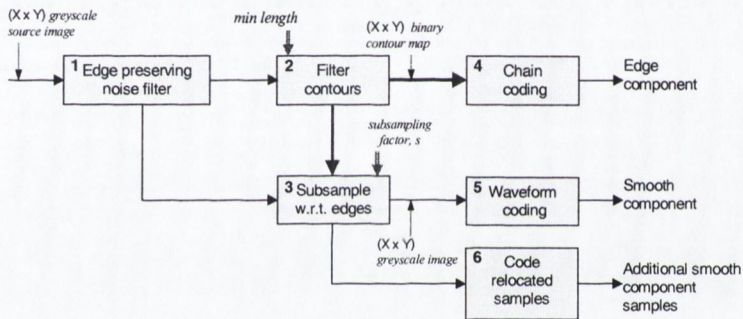 (X x Y) greyscale
source image
min length
(X x Y) binary
contour map
1 Edge preserving
noise filter
2 Filter
contours
4 Chain
coding
Edge
component
subsampling
factor, s
3 Subsample
w.r.t. edges
5 Waveform
coding
Smooth
component
(X x Y)
greyscale image
6 Code
relocated
samples
Additional smooth
component
samples